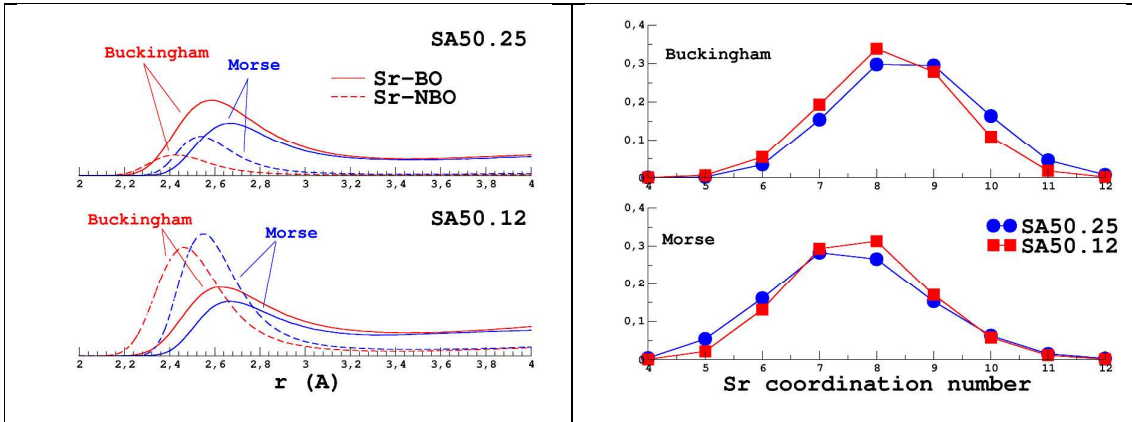 SA50.25
Buckingham
Morse
Sr-BO
Sr-NBO
2 2,2 2,4 2,6 2,8 3 3,2 3,4 3,6 3,8 4
SA50.12
Buckingham
Morse
2 2,2 2,4 2,6 2,8 3 3,2 3,4 3,6 3,8 4
r (A)
0,4
Buckingham
0,3
0,2
0,1
0
4 5 6 7 8 9 10 11 12
0,4
Morse
SA50.25
0,3
SA50.12
0,2
0,1
0
4 5 6 7 8 9 10 11 12
Sr coordination number